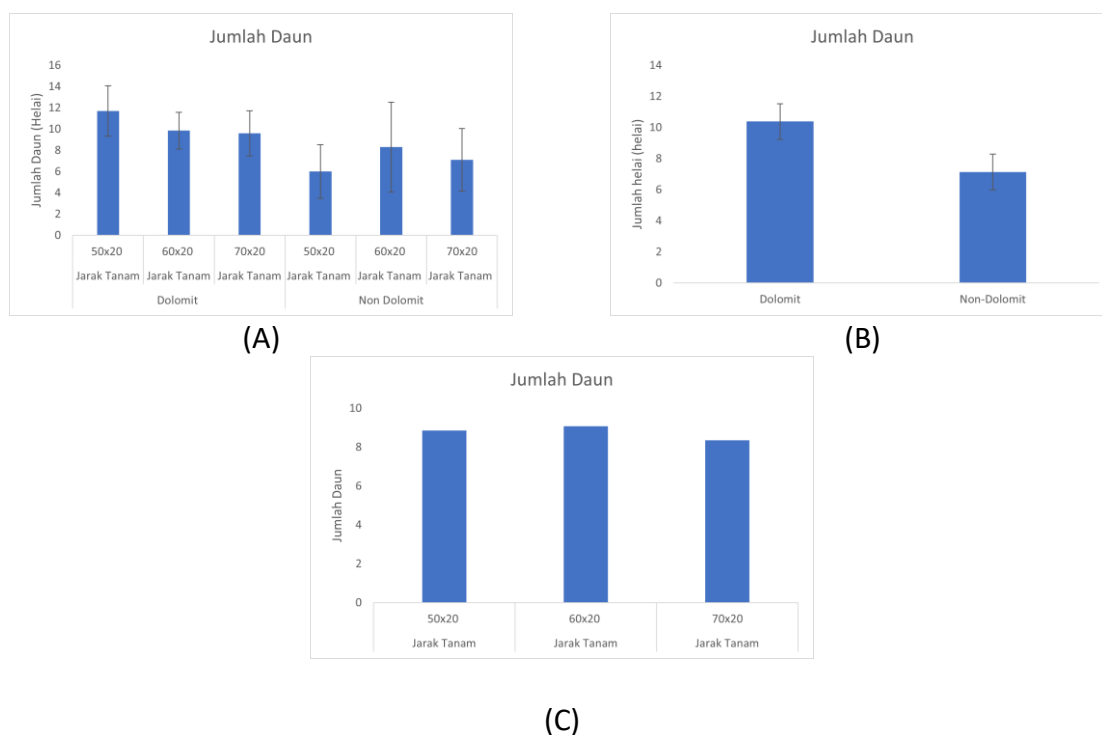 Jumlah Daun
Jumlah Daun (Helai)
16
14
12
10
8
6
4
2
0
50x20 60x20 70x20 50x20 60x20 70x20
Jarak Tanam Jarak Tanam Jarak Tanam Jarak Tanam Jarak Tanam Jarak Tanam
Dolomit Non Dolomit
(A)
Jumlah Daun
Jumlah helai (helai)
14
12
10
8
6
4
2
0
Dolomit Non-Dolomit
(B)
Jumlah Daun
Jumlah Daun
10
8
6
4
2
0
50x20 60x20 70x20
Jarak Tanam Jarak Tanam Jarak Tanam
(C)